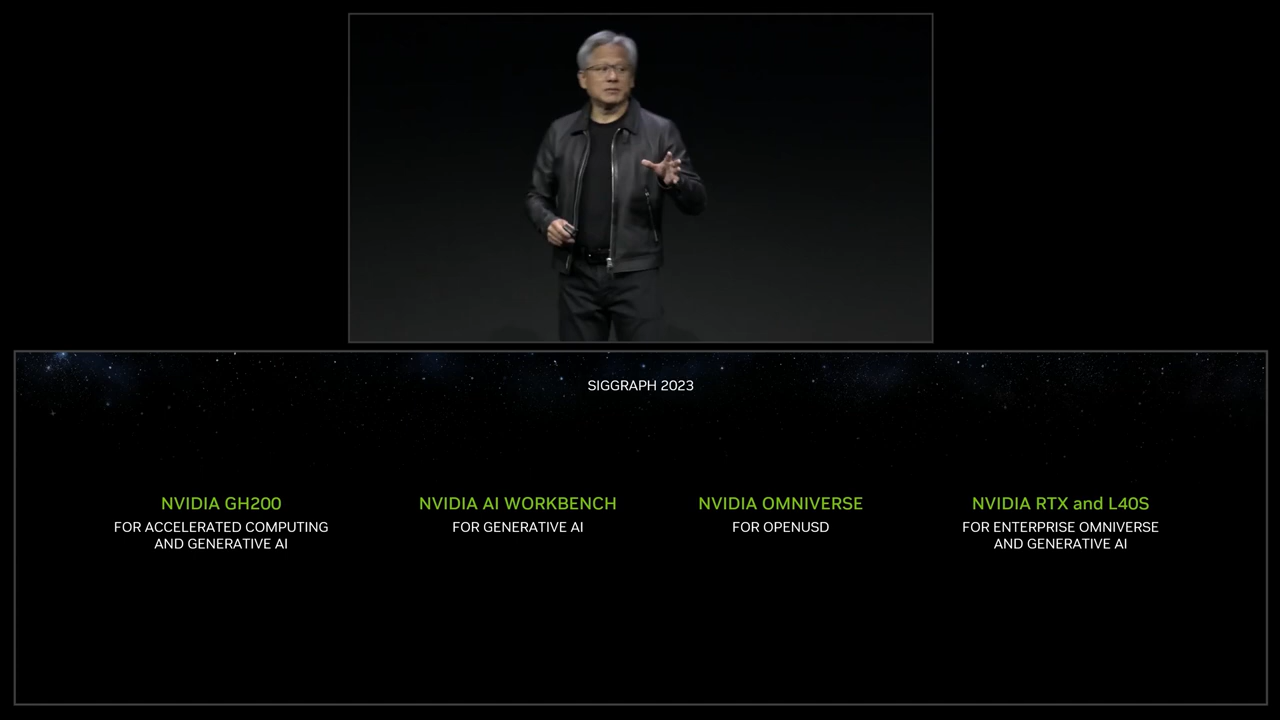 SIGGRAPH 2023
NVIDIA GH200
FOR ACCELERATED COMPUTING
AND GENERATIVE AI
NVIDIA AI WORKBENCH
FOR GENERATIVE AI
NVIDIA OMNIVERSE
FOR OPENUSD
NVIDIA RTX and L40S
FOR ENTERPRISE OMNIVERSE
AND GENERATIVE AI